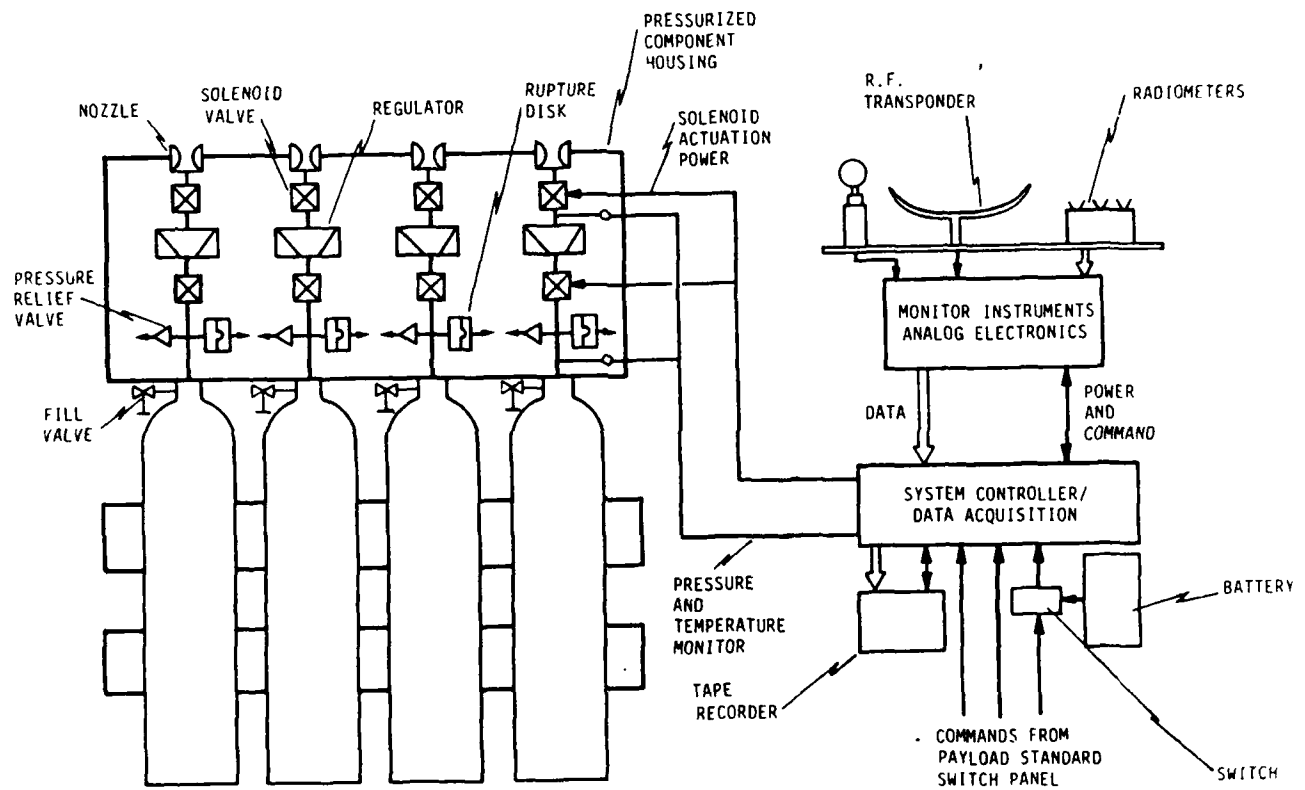 PRESSURIZED
COMPONENT
HOUSING
R.F.
TRANSPONDER
RADIOMETERS
NOZZLE
SOLENOID
VALVE
REGULATOR
RUPTURE
DISK
SOLENOID
ACTUATION
POWER
PRESSURE
RELIEF
VALVE
MONITOR INSTRUMENTS
ANALOG ELECTRONICS
FILL
VALVE
DATA
POWER
AND
COMMAND
SYSTEM CONTROLLER/
DATA ACQUISITION
PRESSURE
AND
TEMPERATURE
MONITOR
BATTERY
TAPE
RECORDER
COMMANDS FROM
PAYLOAD STANDARD
SWITCH PANEL
SWITCH